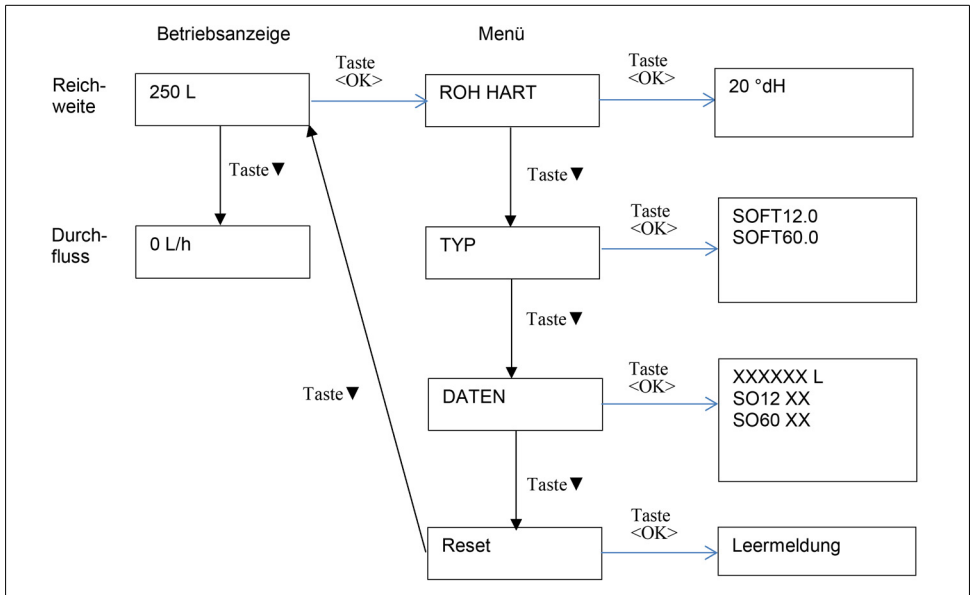 Betriebsanzeige
Menü
Reich-
weite
250 L
Taste
<OK>
ROH HART
Taste
<OK>
20 °dH
Taste▼
Taste▼
Durch-
fluss
0 L/h
TYP
Taste
<OK>
SOFT12.0
SOFT60.0
Taste▼
Taste▼
DATEN
Taste
<OK>
XXXXXX L
SO12 XX
SO60 XX
Taste▼
Reset
Taste
<OK>
Leermeldung